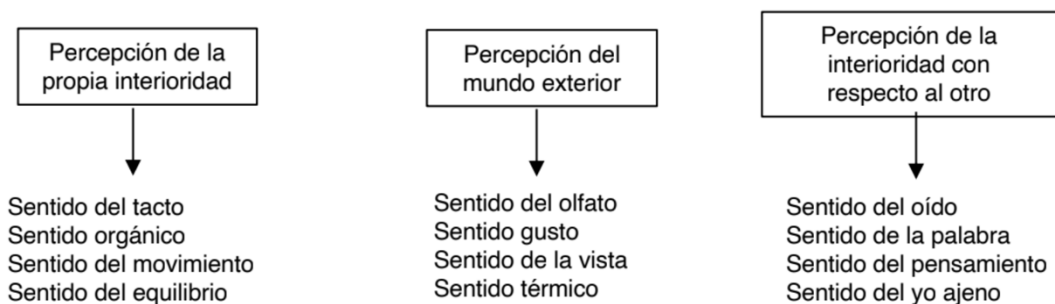 Percepción de la
propia interioridad
Sentido del tacto
Sentido orgánico
Sentido del movimiento
Sentido del equilibrio
Percepción del
mundo exterior
Sentido del olfato
Sentido gusto
Sentido de la vista
Sentido térmico
Percepción de la
interioridad con
respecto al otro
Sentido del oído
Sentido de la palabra
Sentido del pensamiento
Sentido del yo ajeno